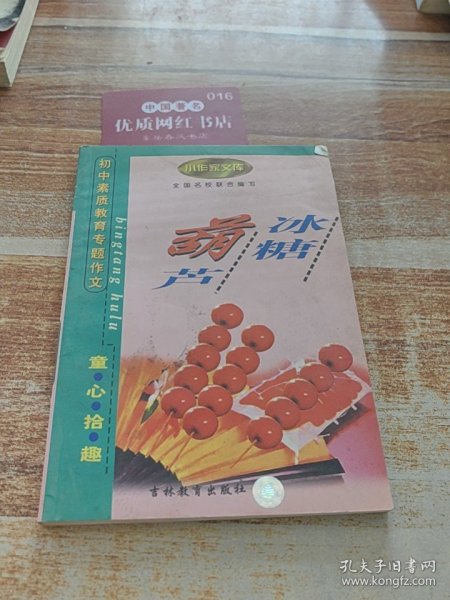 016
中国著名
优质网红书店
小作家文库
全国名校联合编写
初中素质教育专题作文
bingtang hulu
冰糖
葫芦
童·心·拾·趣
吉林教育出版社
孔夫子旧书网
www.kongfz.com